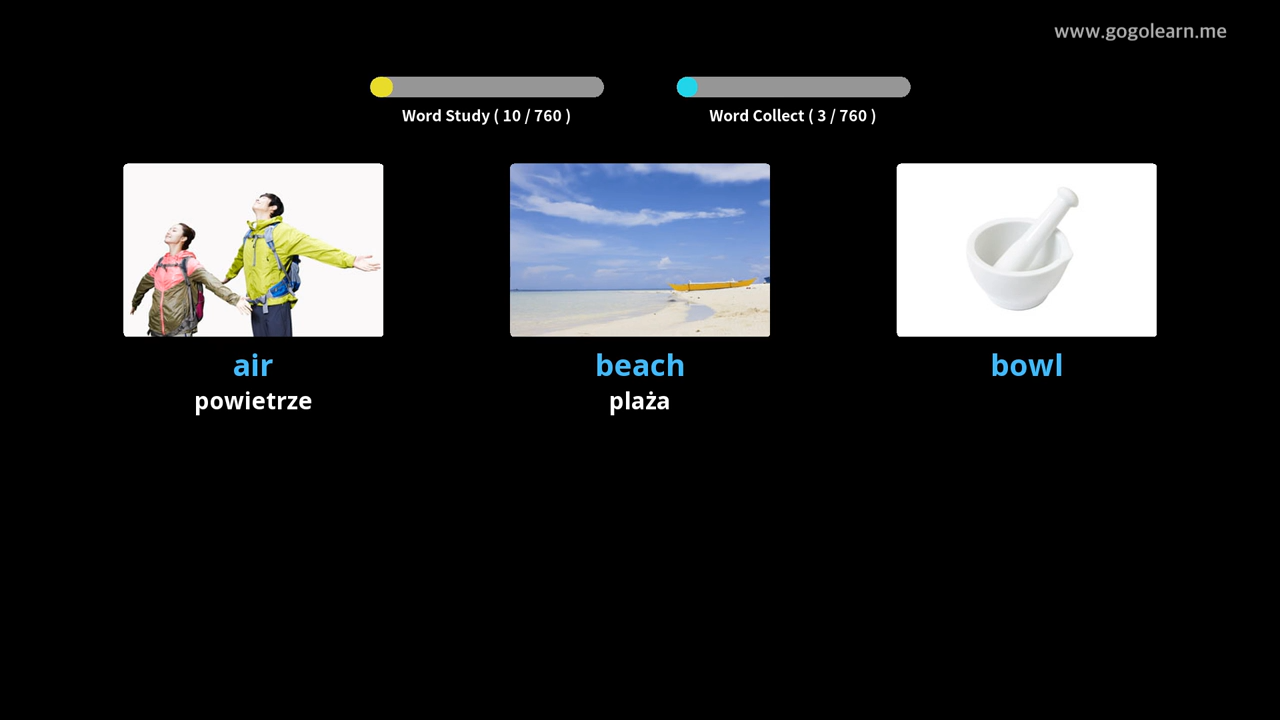 www.gogolearn.me
Word Study ( 10 / 760 )
Word Collect ( 3 / 760 )
air
powietrze
beach
plaża
bowl